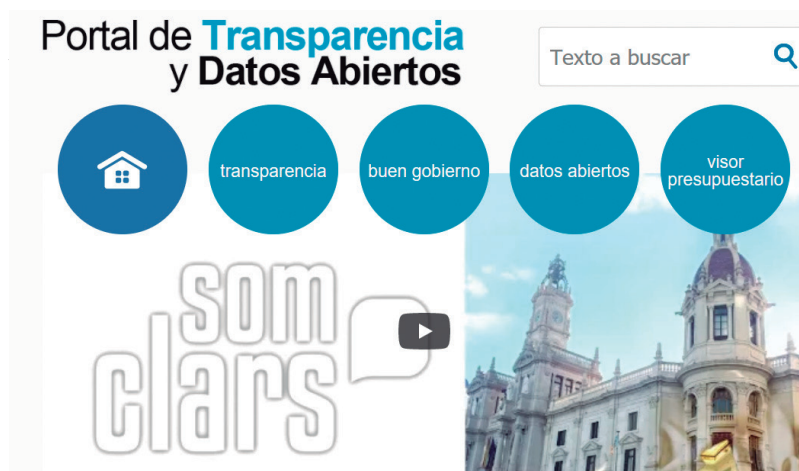 Portal de Transparencia
y Datos Abiertos
Texto a buscar
transparencia
buen gobierno
datos abiertos
visor
presupuestario
som
clars